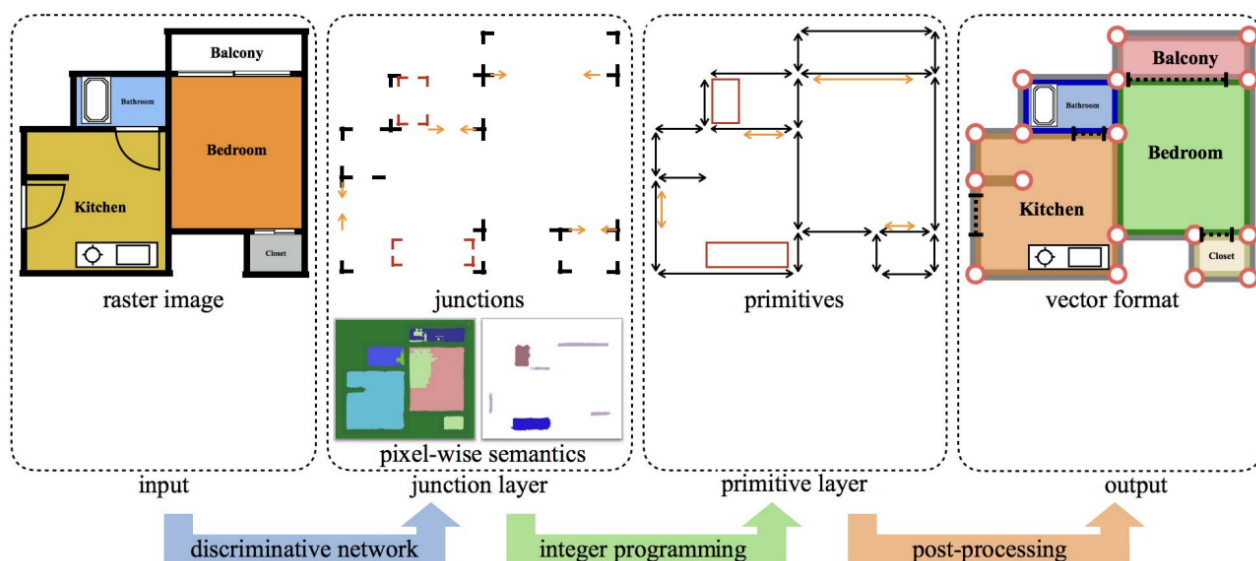 Balcony
Bathroom
Bedroom
Kitchen
Closet
raster image
junctions
pixel-wise semantics
primitives
Balcony
Bathroom
Bedroom
Kitchen
Closet
vector format
input
junction layer
primitive layer
output
discriminative network
integer programming
post-processing